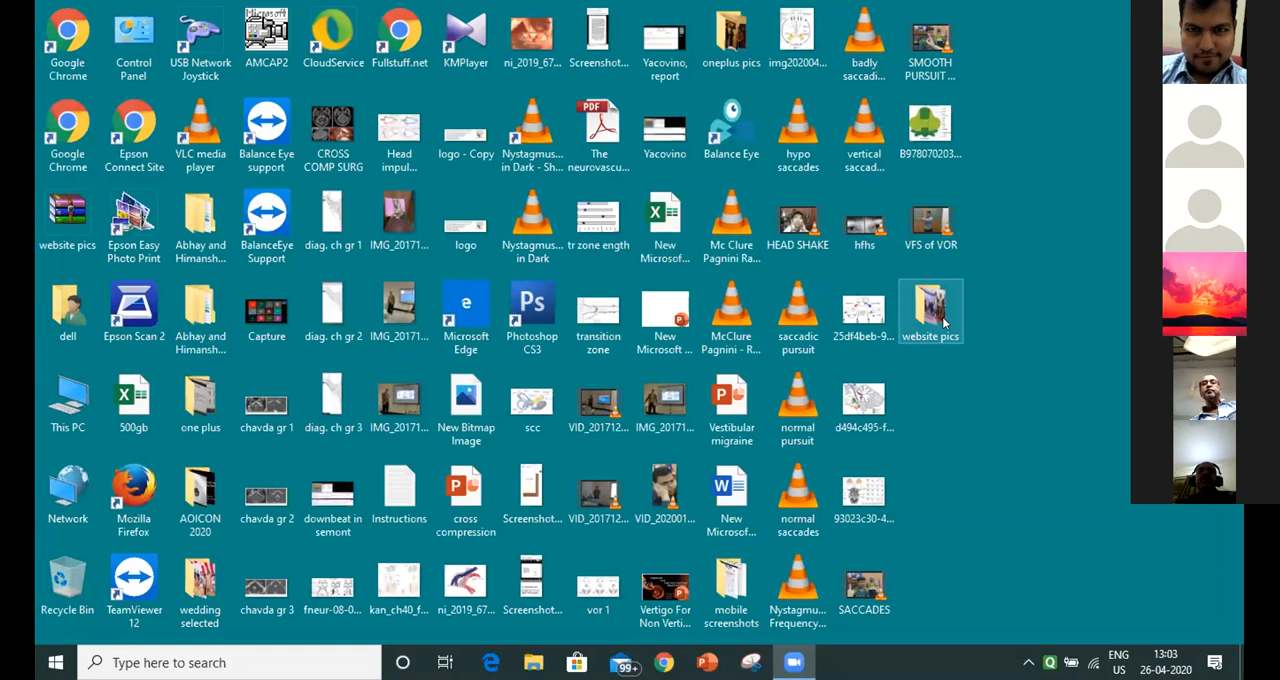 Google Chrome
Control Panel
USB Network Joystick
Microsoft
AMCAP2
CloudService
Fullstuff.net
KMPlayer
ni_2019_67...
Screenshot...
Yacovino, report
oneplus pics
img202004...
badly saccadi...
SMOOTH PURSUIT ...
Google Chrome
Epson Connect Site
VLC media player
Balance Eye support
CROSS COMP SURG
Head impul...
logo - Copy
Nystagmus... in Dark - Sh...
PDF
The neurovascu...
Yacovino
Balance Eye
hypo saccades
vertical saccad...
B978070203...
website pics
Epson Easy Photo Print
Abhay and Himansh...
BalanceEye Support
diag. ch gr 1
IMG_20171...
logo
Nystagmus... in Dark
tr zone ength
New Microsof...
Mc Clure Pagnini Ra...
HEAD SHAKE
hfhs
VFS of VOR
dell
Epson Scan 2
Abhay and Himansh...
Capture
diag. ch gr 2
IMG_20171...
Microsoft Edge
Ps
Photoshop CS3
transition zone
New Microsoft ...
McClure Pagnini - R...
saccadic pursuit
25df4beb-9...
website pics
This PC
500gb
one plus
chavda gr 1
diag. ch gr 3
IMG_20171...
New Bitmap Image
scc
VID_201712...
IMG_20171...
Vestibular migraine
normal pursuit
d494c495-f...
Network
Mozilla Firefox
AOICON 2020
chavda gr 2
downbeat in semont
Instructions
cross compression
Screenshot...
VID_201712...
VID_202001...
New Microsof...
normal saccades
93023c30-4...
Recycle Bin
TeamViewer 12
wedding selected
chavda gr 3
fneur-08-0...
kan_ch40_f...
ni_2019_67...
Screenshot...
vor 1
Vertigo For Non Verti...
mobile screenshots
Nystagmu... Frequency...
SACCADES
Type here to search
99+
ENG US
13:03
26-04-2020